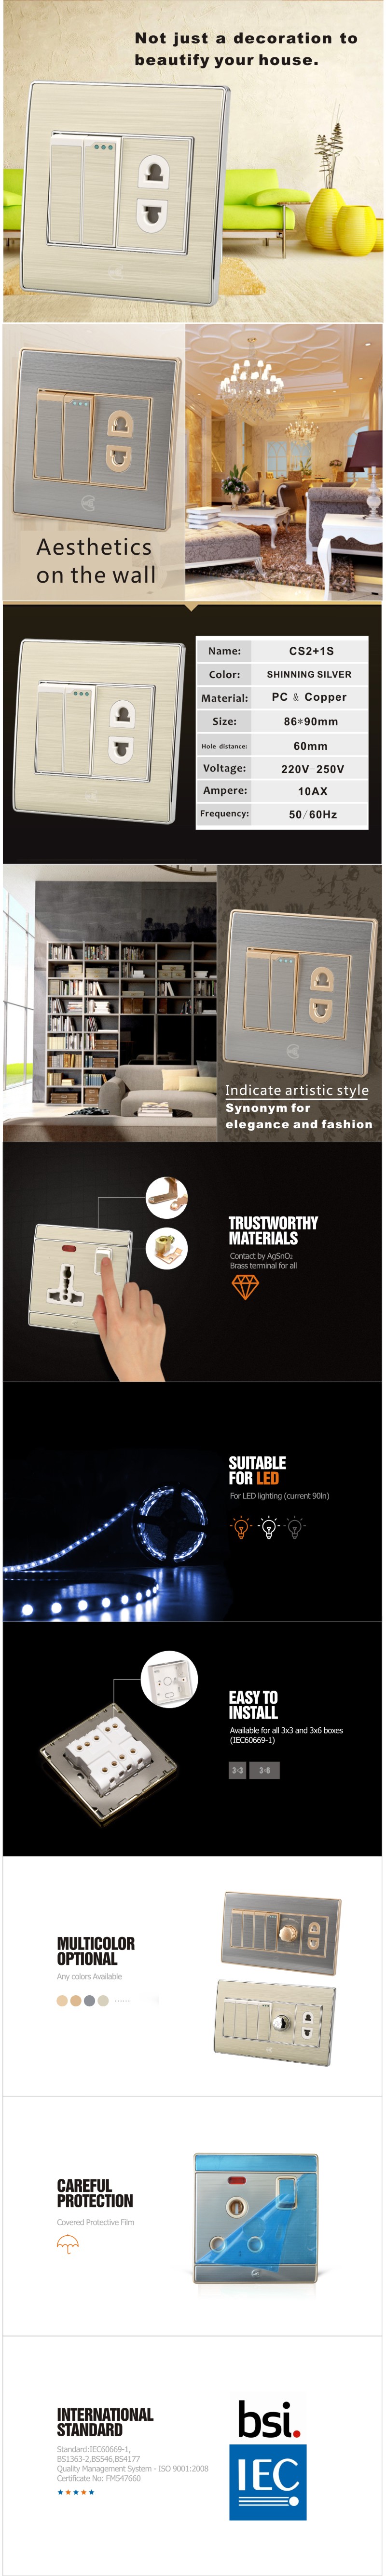 Not just a decoration to
beautify your house.
Aesthetics
on the wall
Name: CS2+1S
Color: SHINNING SILVER
Material: PC & Copper
Size: 86*90mm
Hole distance: 60mm
Voltage: 220V-250V
Ampere: 10AX
Frequency: 50/60Hz
Indicate artistic style
Synonym for
elegance and fashion
TRUSTWORTHY
MATERIALS
Contact by AgSnO₂
Brass terminal for all
SUITABLE
FOR LED
For LED lighting (current 90ln)
EASY TO
INSTALL
Available for all 3x3 and 3x6 boxes
(IEC60669-1)
3×3 3×6
MULTICOLOR
OPTIONAL
Any colors Available
......
CAREFUL
PROTECTION
Covered Protective Film
INTERNATIONAL
STANDARD
Standard:IEC60669-1,
BS1363-2,BS546,BS4177
Quality Management System - ISO 9001:2008
Certificate No: FM547660
bsi.
IEC